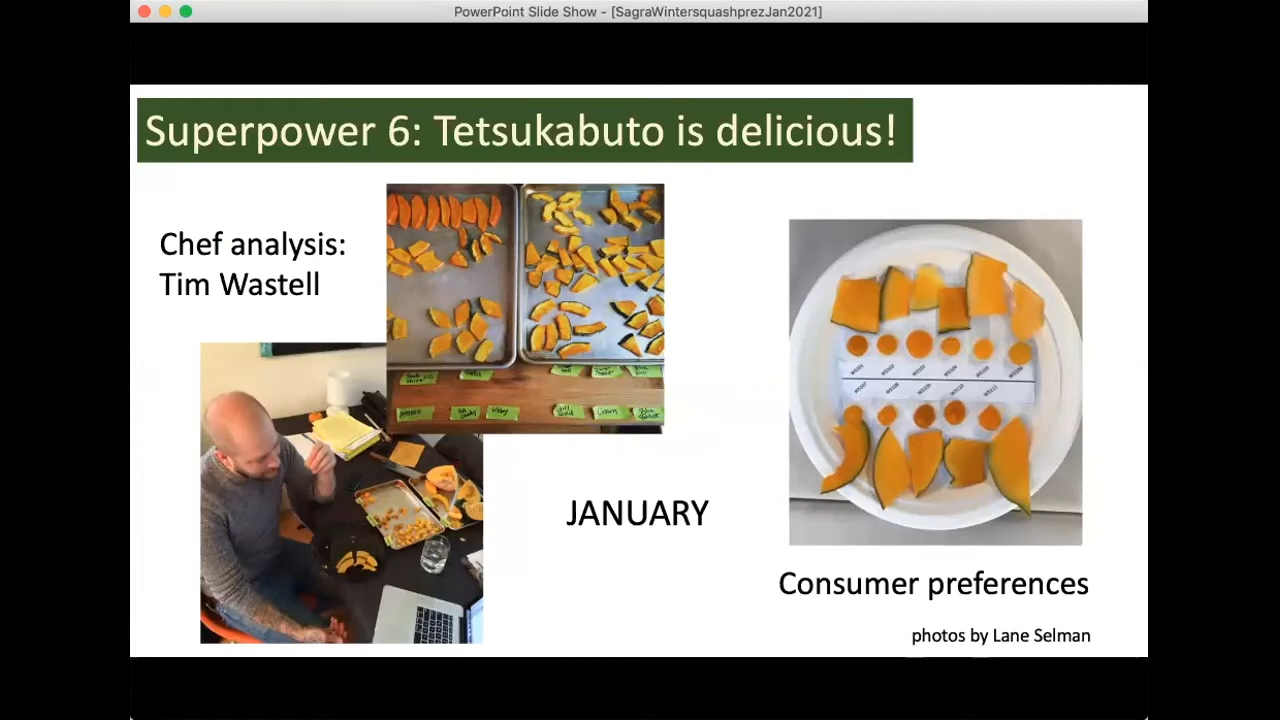 PowerPoint Slide Show - [SagraWintersquashprezJan2021]
Superpower 6: Tetsukabuto is delicious!
Chef analysis:
Tim Wastell
JANUARY
Consumer preferences
photos by Lane Selman